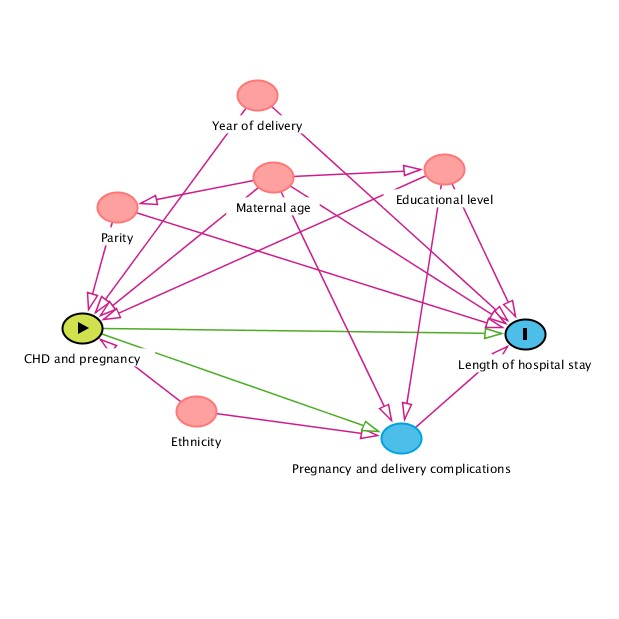 Year of delivery
Maternal age
Educational level
Parity
CHD and pregnancy
Length of hospital stay
Ethnicity
Pregnancy and delivery complications